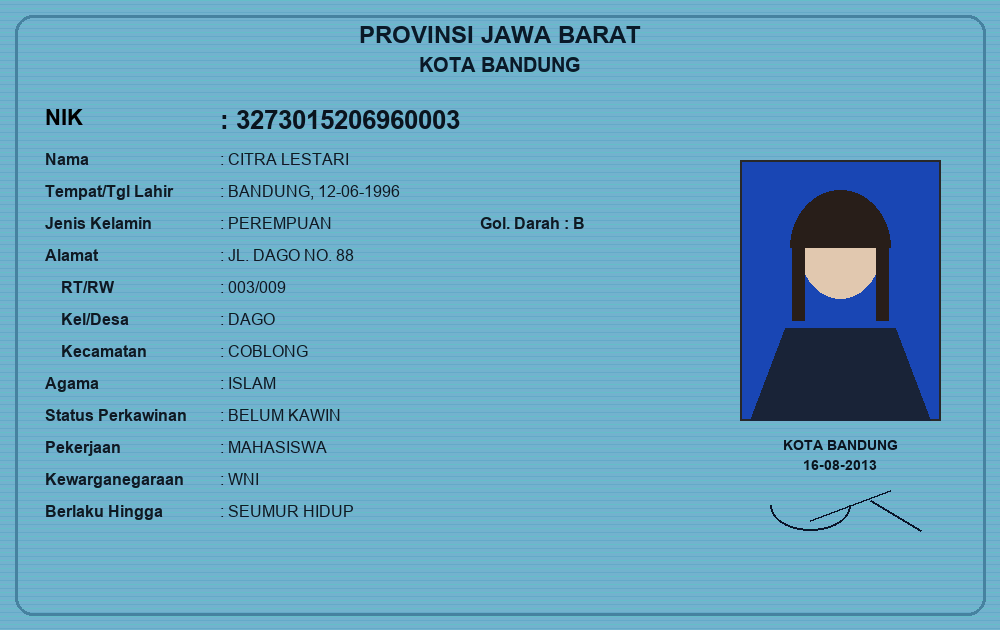 PROVINSI JAWA BARAT
KOTA BANDUNG
NIK : 3273015206960003
Nama : CITRA LESTARI
Tempat/Tgl Lahir : BANDUNG, 12-06-1996
Jenis Kelamin : PEREMPUAN Gol. Darah : B
Alamat : JL. DAGO NO. 88
RT/RW : 003/009
Kel/Desa : DAGO
Kecamatan : COBLONG
Agama : ISLAM
Status Perkawinan : BELUM KAWIN
Pekerjaan : MAHASISWA
Kewarganegaraan : WNI
Berlaku Hingga : SEUMUR HIDUP
KOTA BANDUNG
16-08-2013